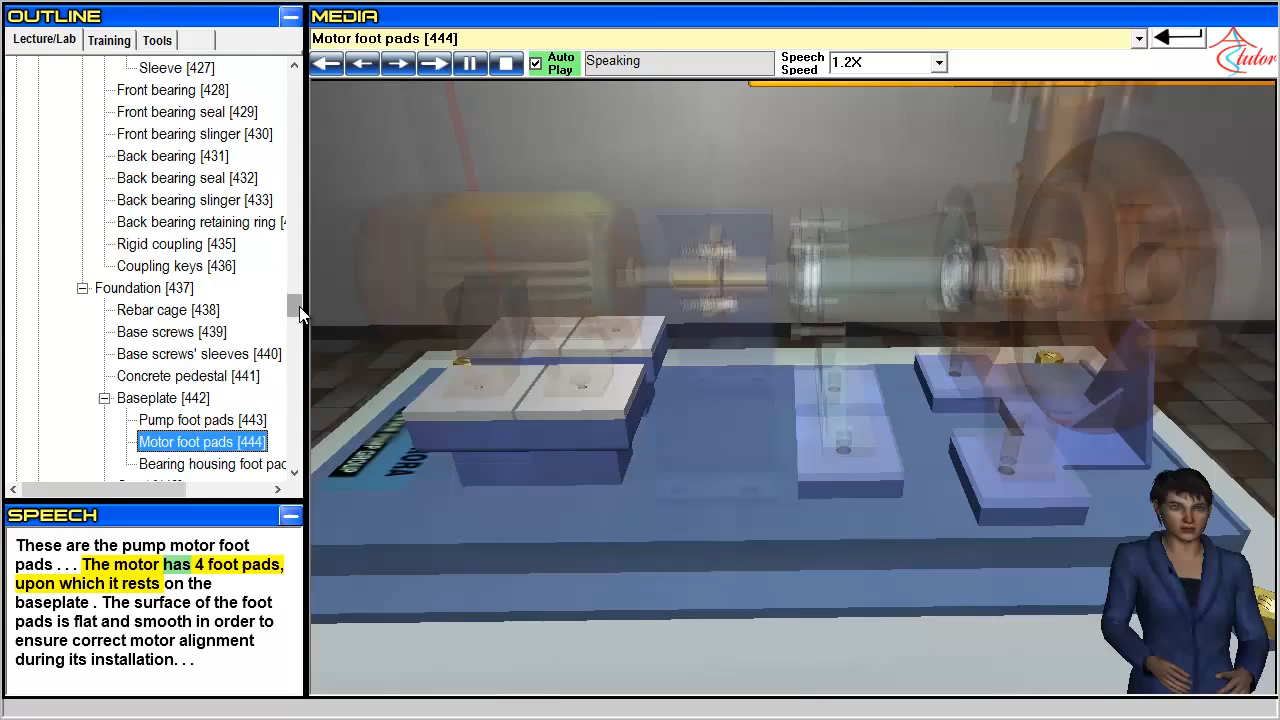 OUTLINE
Lecture/Lab Training Tools
Sleeve [427]
Front bearing [428]
Front bearing seal [429]
Front bearing slinger [430]
Back bearing [431]
Back bearing seal [432]
Back bearing slinger [433]
Back bearing retaining ring [
Rigid coupling [435]
Coupling keys [436]
Foundation [437]
Rebar cage [438]
Base screws [439]
Base screws' sleeves [440]
Concrete pedestal [441]
Baseplate [442]
Pump foot pads [443]
Motor foot pads [444]
Bearing housing foot pad
SPEECH
These are the pump motor foot
pads . . . The motor has 4 foot pads,
upon which it rests on the
baseplate . The surface of the foot
pads is flat and smooth in order to
ensure correct motor alignment
during its installation. . .
MEDIA
Motor foot pads [444]
Auto
Play
Speaking
Speech
Speed
1.2X
tutor
GROUP